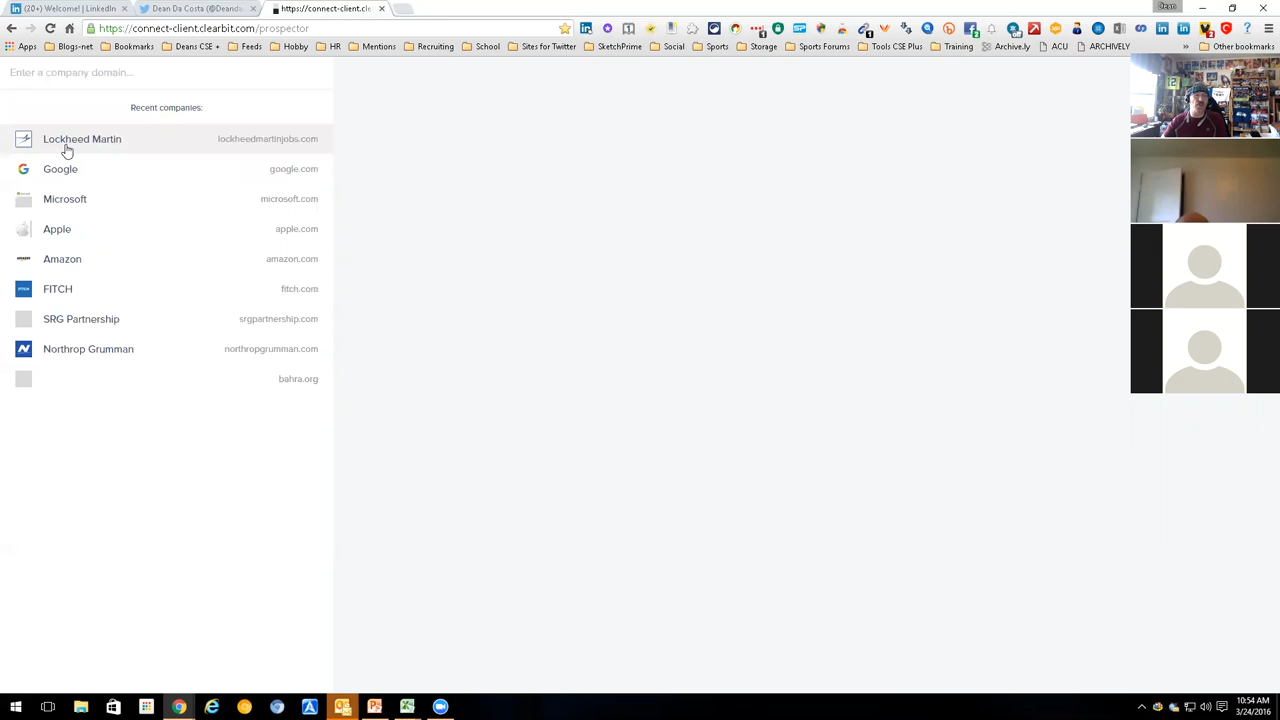 (20+) Welcome! | LinkedIn
Dean Da Costa (@Deand
https://connect-client.cle
Dean
https://connect-client.clearbit.com/prospector
Apps Blogs-net Bookmarks Deans CSE + Feeds Hobby HR Mentions Recruiting School Sites for Twitter SketchPrime Social Sports Storage Sports Forums Tools CSE Plus Training Archive.ly ACU ARCHIVELY » Other bookmarks
Enter a company domain...
Recent companies:
Lockheed Martin lockheedmartinjobs.com
Google google.com
Microsoft microsoft.com
Apple apple.com
Amazon amazon.com
FITCH fitch.com
SRG Partnership srgpartnership.com
Northrop Grumman northropgrumman.com
bahra.org
10:54 AM
3/24/2016